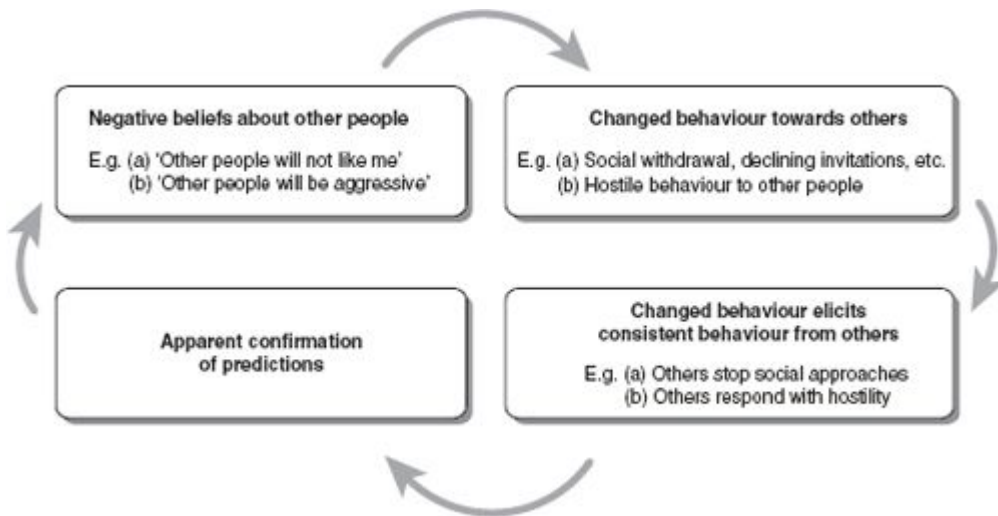 Negative beliefs about other people
E.g. (a) 'Other people will not like me'
(b) 'Other people will be aggressive'
Changed behaviour towards others
E.g. (a) Social withdrawal, declining invitations, etc.
(b) Hostile behaviour to other people
Changed behaviour elicits
consistent behaviour from others
E.g. (a) Others stop social approaches
(b) Others respond with hostility
Apparent confirmation
of predictions